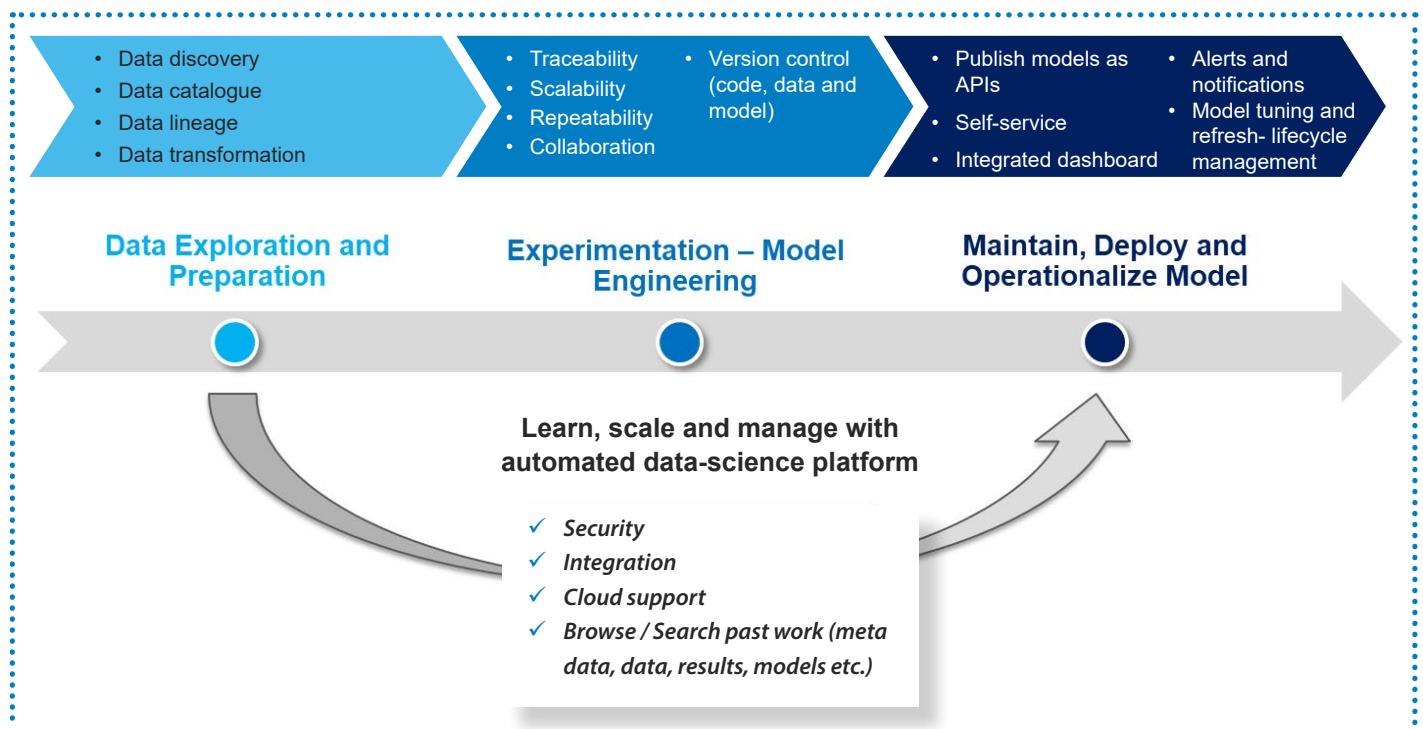 Data discovery
Data catalogue
Data lineage
Data transformation
Traceability
Scalability
Repeatability
Collaboration
Version control
(code, data and
model)
Publish models as
APIs
Self-service
Integrated dashboard
Alerts and
notifications
Model tuning and
refresh- lifecycle
management
Data Exploration and
Preparation
Experimentation – Model
Engineering
Maintain, Deploy and
Operationalize Model
Learn, scale and manage with
automated data-science platform
Security
Integration
Cloud support
Browse / Search past work (meta
data, data, results, models etc.)